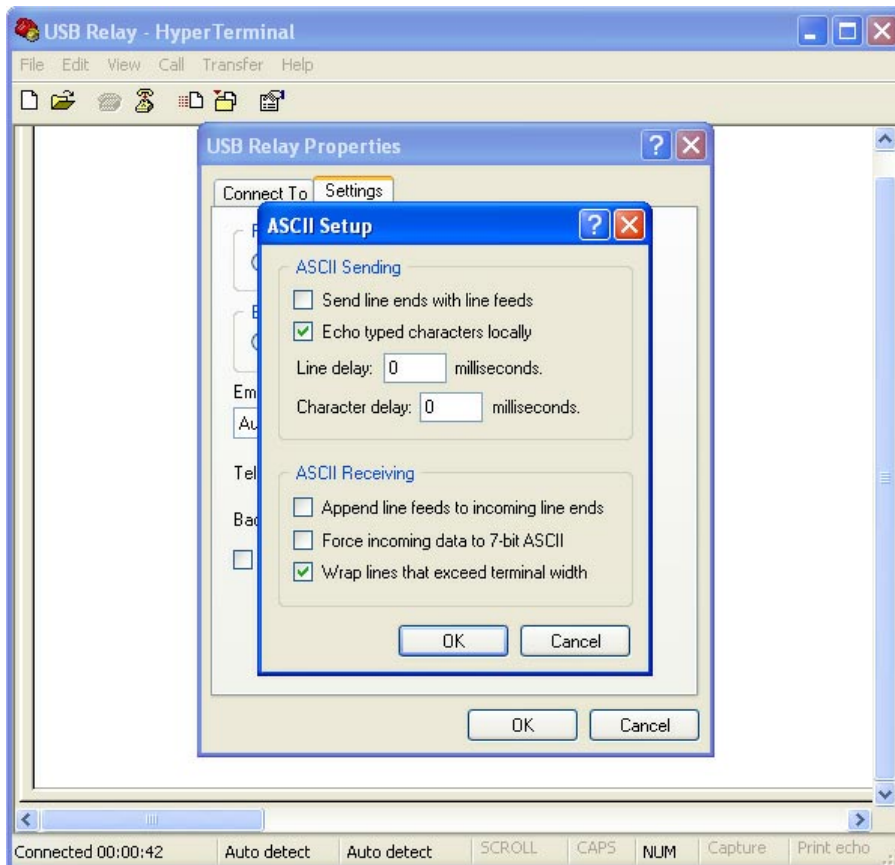 USB Relay - HyperTerminal
File Edit View Call Transfer Help
USB Relay Properties
Connect To Settings
ASCII Setup
ASCII Sending
Send line ends with line feeds
Echo typed characters locally
Line delay: 0 milliseconds.
Character delay: 0 milliseconds.
ASCII Receiving
Append line feeds to incoming line ends
Force incoming data to 7-bit ASCII
Wrap lines that exceed terminal width
OK Cancel
OK Cancel
Connected 00:00:42 Auto detect Auto detect SCROLL CAPS NUM Capture Print echo